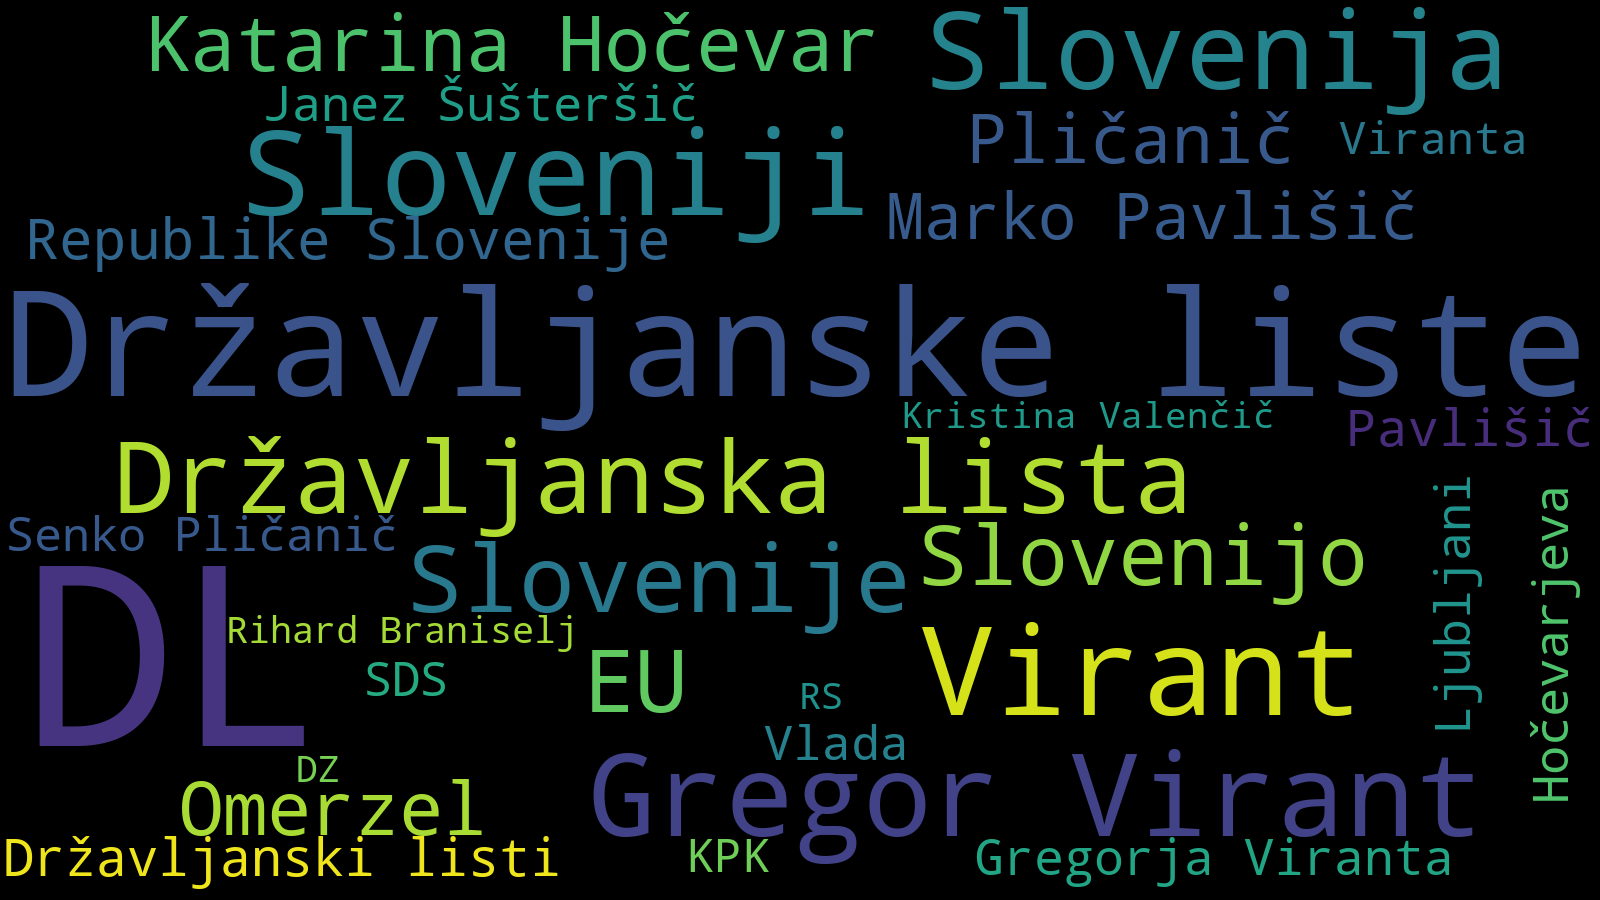 Katarina Hočevar
Slovenija
Janez Šušteršič
Pličanič
Viranta
Sloveniji
Marko Pavlišič
Republike Slovenije
Državljanske liste
Kristina Valenčič
Pavlišič
Državljanska lista
Senko Pličanič
Slovenije
Slovenijo
Ljubljani
Hočevarjeva
DL
Rihard Braniselj
SDS
EU
RS
Virant
Vlada
DZ
Omerzel
Gregor Virant
Državljanski listi
KPK
Gregorja Viranta